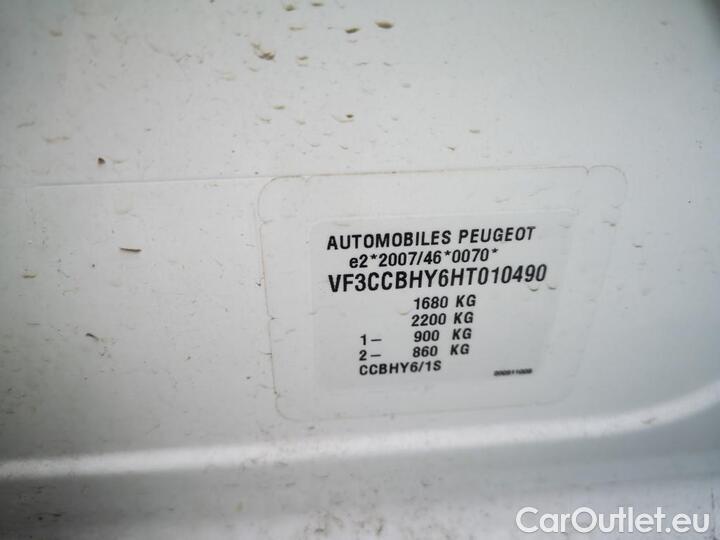 AUTOMOBILES PEUGEOT
e2*2007/46*0070*
VF3CCBHY6HT010490
1680 KG
2200 KG
1– 900 KG
2– 860 KG
CCBHY6/1S
CarOutlet.eu